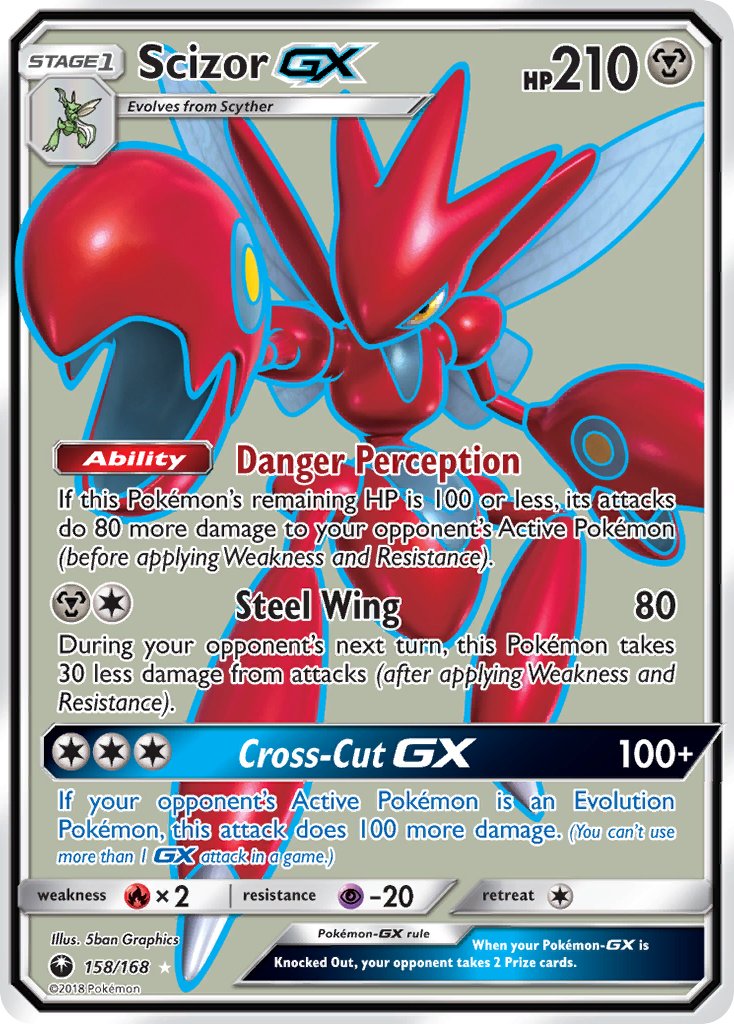 STAGE1 Scizor GX HP210
Evolves from Scyther
Ability Danger Perception
If this Pokémon's remaining HP is 100 or less, its attacks
do 80 more damage to your opponent's Active Pokémon
(before applying Weakness and Resistance).
Steel Wing 80
During your opponent's next turn, this Pokémon takes
30 less damage from attacks (after applying Weakness and
Resistance).
Cross-Cut GX 100+
If your opponent's Active Pokémon is an Evolution
Pokémon, this attack does 100 more damage. (You can't use
more than 1 GX attack in a game.)
weakness ×2 resistance -20 retreat
Illus. 5ban Graphics
158/168
©2018 Pokémon
Pokémon-GX rule
When your Pokémon-GX is
Knocked Out, your opponent takes 2 Prize cards.